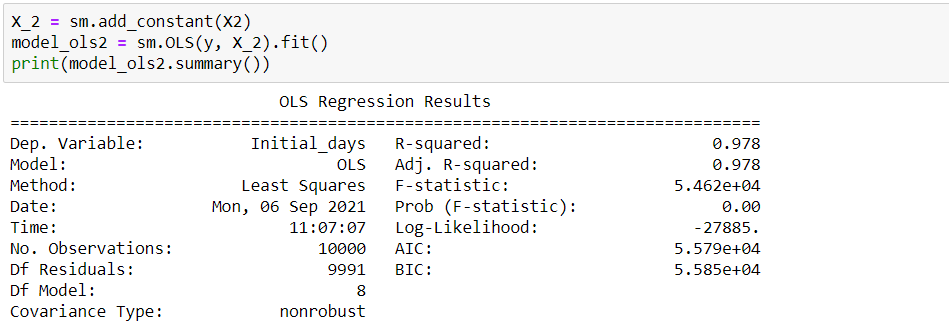 X_2 = sm.add_constant(X2)
model_ols2 = sm.OLS(y, X_2).fit()
print(model_ols2.summary())
OLS Regression Results
==============================================================================
Dep. Variable: Initial_days R-squared: 0.978
Model: OLS Adj. R-squared: 0.978
Method: Least Squares F-statistic: 5.462e+04
Date: Mon, 06 Sep 2021 Prob (F-statistic): 0.00
Time: 11:07:07 Log-Likelihood: -27885.
No. Observations: 10000 AIC: 5.579e+04
Df Residuals: 9991 BIC: 5.585e+04
Df Model: 8
Covariance Type: nonrobust